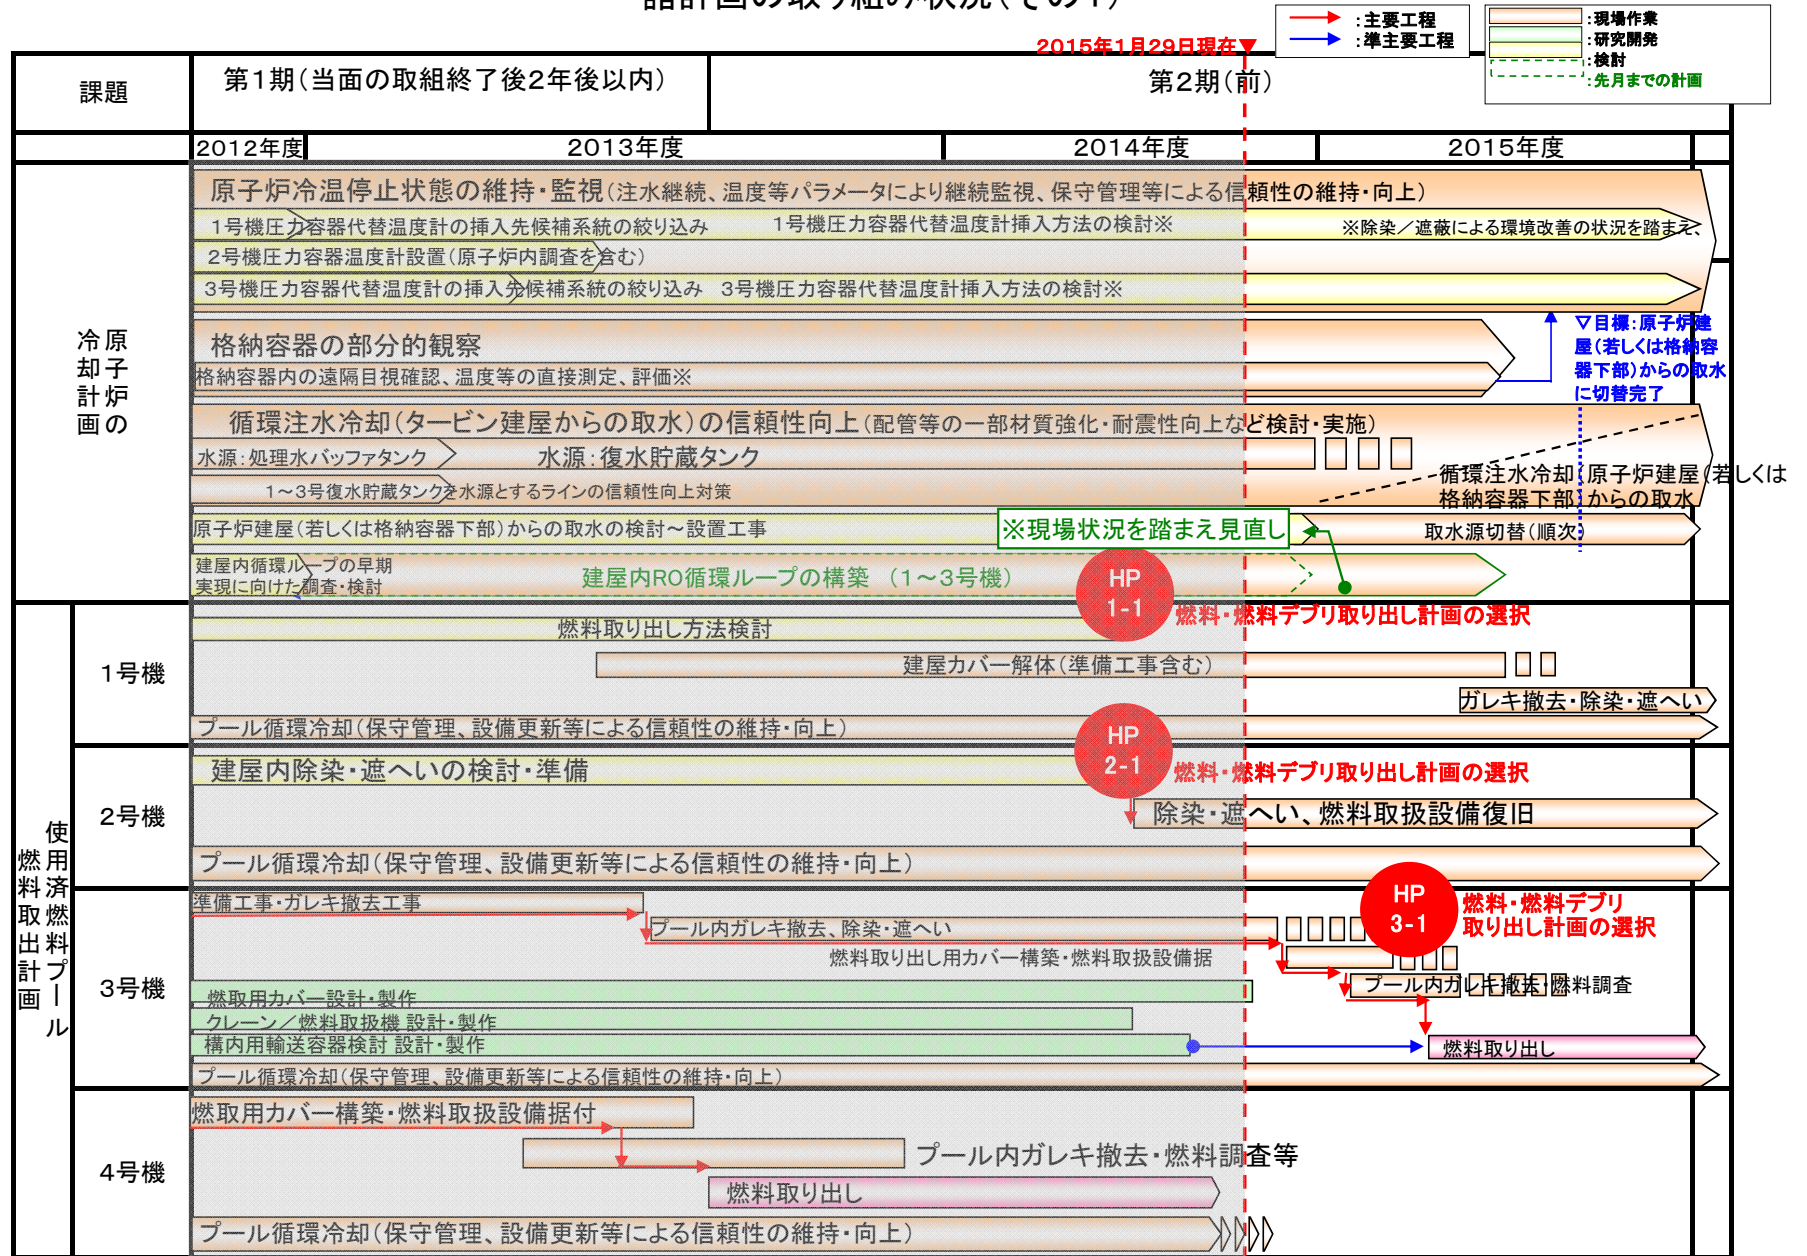 諸計画の取り組み状況（その１）
：主要工程
：準主要工程
：現場作業
：研究開発
：検討
：先月までの計画
2015年1月29日現在▼
課題
第１期（当面の取組終了後２年後以内）
第２期（前）
２０１２年度
２０１３年度
２０１４年度
２０１５年度
原子炉の
冷却計画
原子炉冷温停止状態の維持・監視（注水継続、温度等パラメータにより継続監視、保守管理等による信頼性の維持・向上）
１号機圧力容器代替温度計の挿入先候補系統の絞り込み
１号機圧力容器代替温度計挿入方法の検討※
※除染／遮蔽による環境改善の状況を踏まえ、
２号機圧力容器温度計設置（原子炉内調査を含む）
３号機圧力容器代替温度計の挿入先候補系統の絞り込み
３号機圧力容器代替温度計挿入方法の検討※
格納容器の部分的観察
格納容器内の遠隔目視確認、温度等の直接測定、評価※
▽目標：原子炉建
屋（若しくは格納容
器下部）からの取水
に切替完了
循環注水冷却（タービン建屋からの取水）の信頼性向上（配管等の一部材質強化・耐震性向上など検討・実施）
水源：処理水バッファタンク
水源：復水貯蔵タンク
１～３号復水貯蔵タンクを水源とするラインの信頼性向上対策
循環注水冷却（原子炉建屋（若しくは
格納容器下部）からの取水
原子炉建屋（若しくは格納容器下部）からの取水の検討～設置工事
※現場状況を踏まえ見直し
取水源切替（順次）
建屋内循環ループの早期
実現に向けた調査・検討
建屋内RO循環ループの構築　（１～３号機）
使用済燃料プール
燃料取出計画
１号機
HP
1-1
燃料・燃料デブリ取り出し計画の選択
燃料取り出し方法検討
建屋カバー解体（準備工事含む）
ガレキ撤去・除染・遮へい
プール循環冷却（保守管理、設備更新等による信頼性の維持・向上）
２号機
HP
2-1
建屋内除染・遮へいの検討・準備
燃料・燃料デブリ取り出し計画の選択
除染・遮へい、燃料取扱設備復旧
プール循環冷却（保守管理、設備更新等による信頼性の維持・向上）
３号機
準備工事・ガレキ撤去工事
HP
3-1
燃料・燃料デブリ
取り出し計画の選択
プール内ガレキ撤去、除染・遮へい
燃料取り出し用カバー構築・燃料取扱設備据
プール内ガレキ撤去・燃料調査
燃取用カバー設計・製作
クレーン／燃料取扱機 設計・製作
構内用輸送容器検討 設計・製作
燃料取り出し
プール循環冷却（保守管理、設備更新等による信頼性の維持・向上）
４号機
燃取用カバー構築・燃料取扱設備据付
プール内ガレキ撤去・燃料調査等
燃料取り出し
プール循環冷却（保守管理、設備更新等による信頼性の維持・向上）